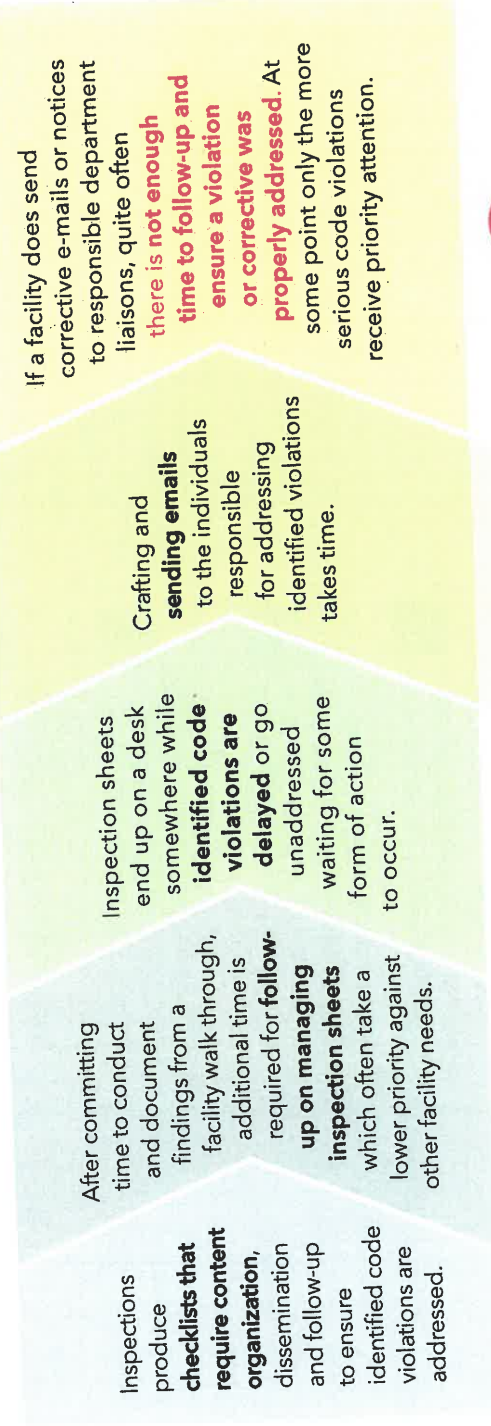 Inspections
produce
checklists that
require content
organization,
dissemination
and follow-up
to ensure
identified code
violations are
addressed.
After committing
time to conduct
and document
findings from a
facility walk through,
additional time is
required for follow-
up on managing
inspection sheets
which often take a
lower priority against
other facility needs.
Inspection sheets
end up on a desk
somewhere while
identified code
violations are
delayed or go
unaddressed
waiting for some
form of action
to occur.
Crafting and
sending emails
to the individuals
responsible
for addressing
identified violations
takes time.
If a facility does send
corrective e-mails or notices
to responsible department
liaisons, quite often
there is not enough
time to follow-up and
ensure a violation
or corrective was
properly addressed. At
some point only the more
serious code violations
receive priority attention.